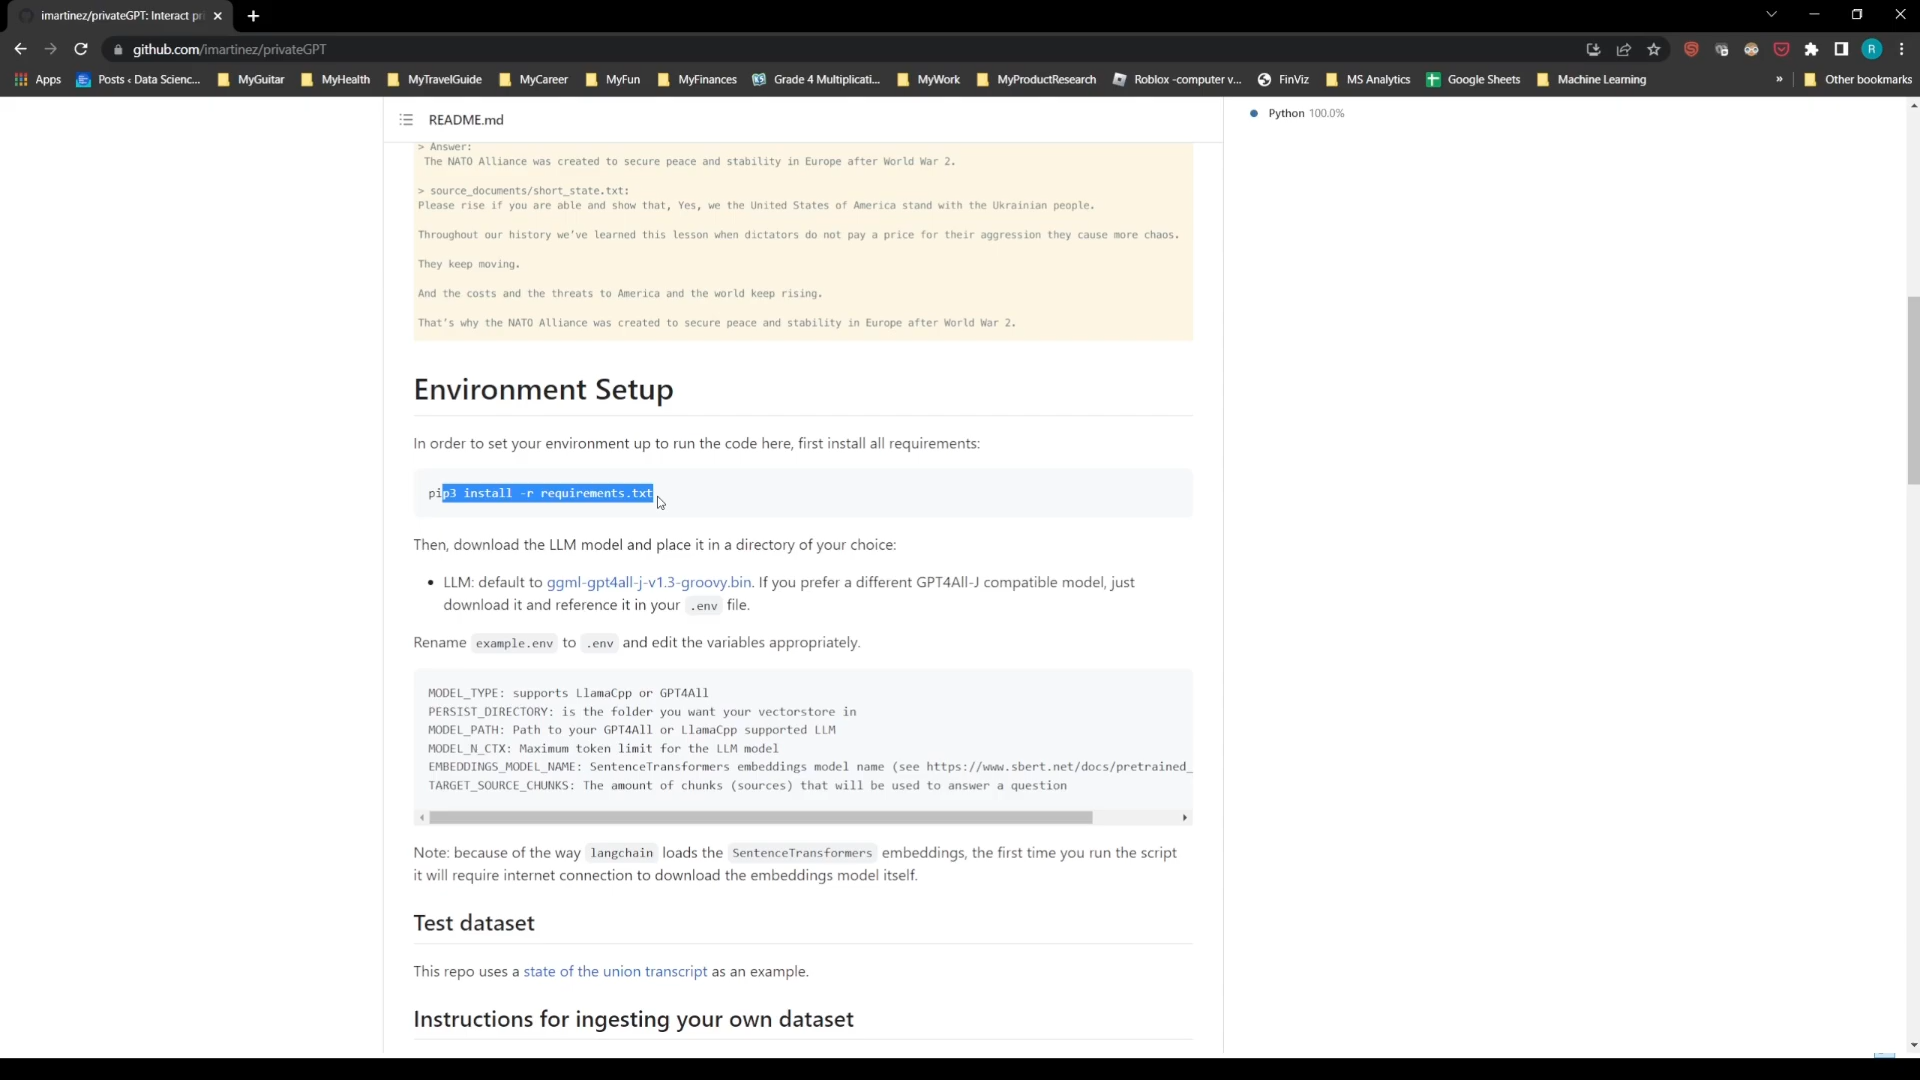 imartinez/privateGPT: Interact pri
github.com/imartinez/privateGPT
R
Apps
Posts ‹ Data Scienc...
MyGuitar
MyHealth
MyTravelGuide
MyCareer
MyFun
MyFinances
Grade 4 Multiplicati...
MyWork
MyProductResearch
Roblox -computer v...
FinViz
MS Analytics
Google Sheets
Machine Learning
»
Other bookmarks
README.md
Python 100.0%
> Answer:
The NATO Alliance was created to secure peace and stability in Europe after World War 2.
> source_documents/short_state.txt:
Please rise if you are able and show that, Yes, we the United States of America stand with the Ukrainian people.
Throughout our history we've learned this lesson when dictators do not pay a price for their aggression they cause more chaos.
They keep moving.
And the costs and the threats to America and the world keep rising.
That's why the NATO Alliance was created to secure peace and stability in Europe after World War 2.
Environment Setup
In order to set your environment up to run the code here, first install all requirements:
pip3 install -r requirements.txt
Then, download the LLM model and place it in a directory of your choice:
• LLM: default to ggml-gpt4all-j-v1.3-groovy.bin. If you prefer a different GPT4All-J compatible model, just
download it and reference it in your .env file.
Rename example.env to .env and edit the variables appropriately.
MODEL_TYPE: supports LlamaCpp or GPT4All
PERSIST_DIRECTORY: is the folder you want your vectorstore in
MODEL_PATH: Path to your GPT4All or LlamaCpp supported LLM
MODEL_N_CTX: Maximum token limit for the LLM model
EMBEDDINGS_MODEL_NAME: SentenceTransformers embeddings model name (see https://www.sbert.net/docs/pretrained_
TARGET_SOURCE_CHUNKS: The amount of chunks (sources) that will be used to answer a question
Note: because of the way langchain loads the SentenceTransformers embeddings, the first time you run the script
it will require internet connection to download the embeddings model itself.
Test dataset
This repo uses a state of the union transcript as an example.
Instructions for ingesting your own dataset